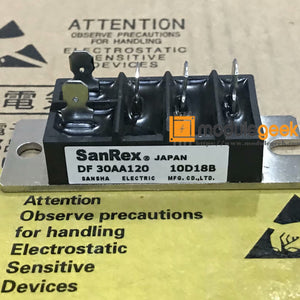 ATTENTION
OBSERVE PRECAUTIONS
FOR HANDLING
ELECTROSTATIC
SENSITIVE
DEVICES
modulegeek
SanRex® JAPAN
DF 30AA120 10D18B
SANSHA ELECTRIC MFG.CO.,LTD.
Attention
Observe precautions
for handling
Electrostatic
Sensitive
Devices